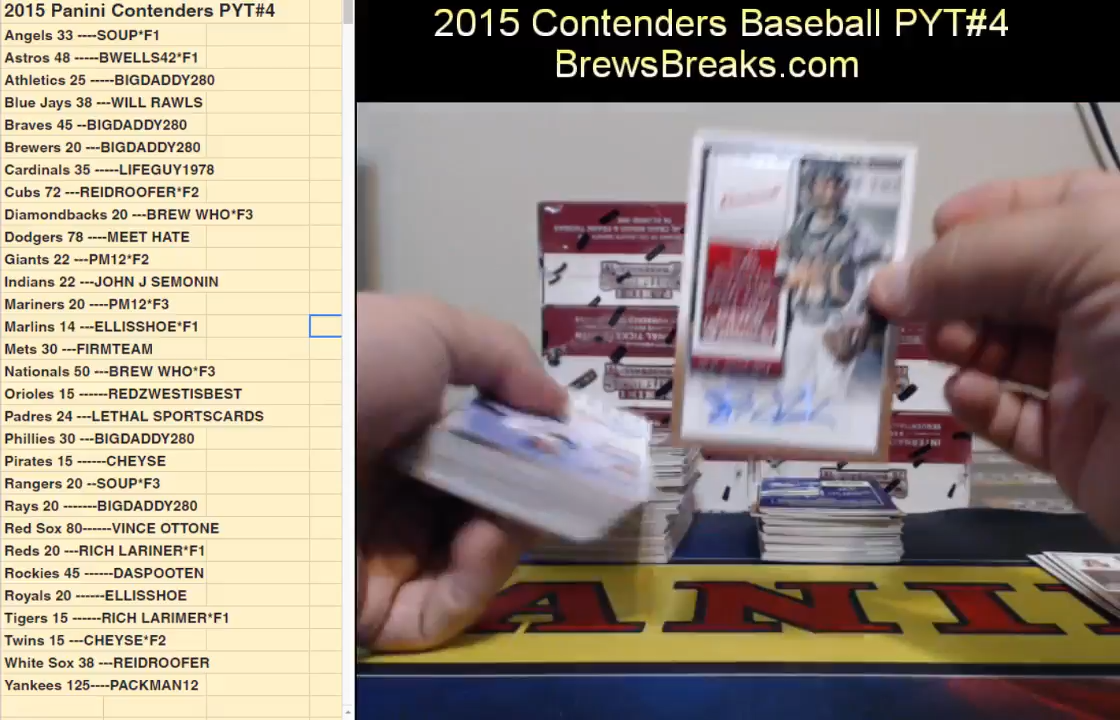 2015 Panini Contenders PYT#4
Angels 33 ----SOUP*F1
Astros 48 -----BWELLS42*F1
Athletics 25 -----BIGDADDY280
Blue Jays 38 ---WILL RAWLS
Braves 45 --BIGDADDY280
Brewers 20 ---BIGDADDY280
Cardinals 35 -----LIFEGUY1978
Cubs 72 ---REIDROOFER*F2
Diamondbacks 20 ---BREW WHO*F3
Dodgers 78 ----MEET HATE
Giants 22 ----PM12*F2
Indians 22 ---JOHN J SEMONIN
Mariners 20 ----PM12*F3
Marlins 14 ---ELLISSHOE*F1
Mets 30 ---FIRMTEAM
Nationals 50 ---BREW WHO*F3
Orioles 15 ------REDZWESTISBEST
Padres 24 ---LETHAL SPORTSCARDS
Phillies 30 ---BIGDADDY280
Pirates 15 ------CHEYSE
Rangers 20 --SOUP*F3
Rays 20 -------BIGDADDY280
Red Sox 80------VINCE OTTONE
Reds 20 ---RICH LARINER*F1
Rockies 45 ------DASPOOTEN
Royals 20 ------ELLISSHOE
Tigers 15 ------RICH LARIMER*F1
Twins 15 ---CHEYSE*F2
White Sox 38 ---REIDROOFER
Yankees 125----PACKMAN12
2015 Contenders Baseball PYT#4
BrewsBreaks.com
PANINI